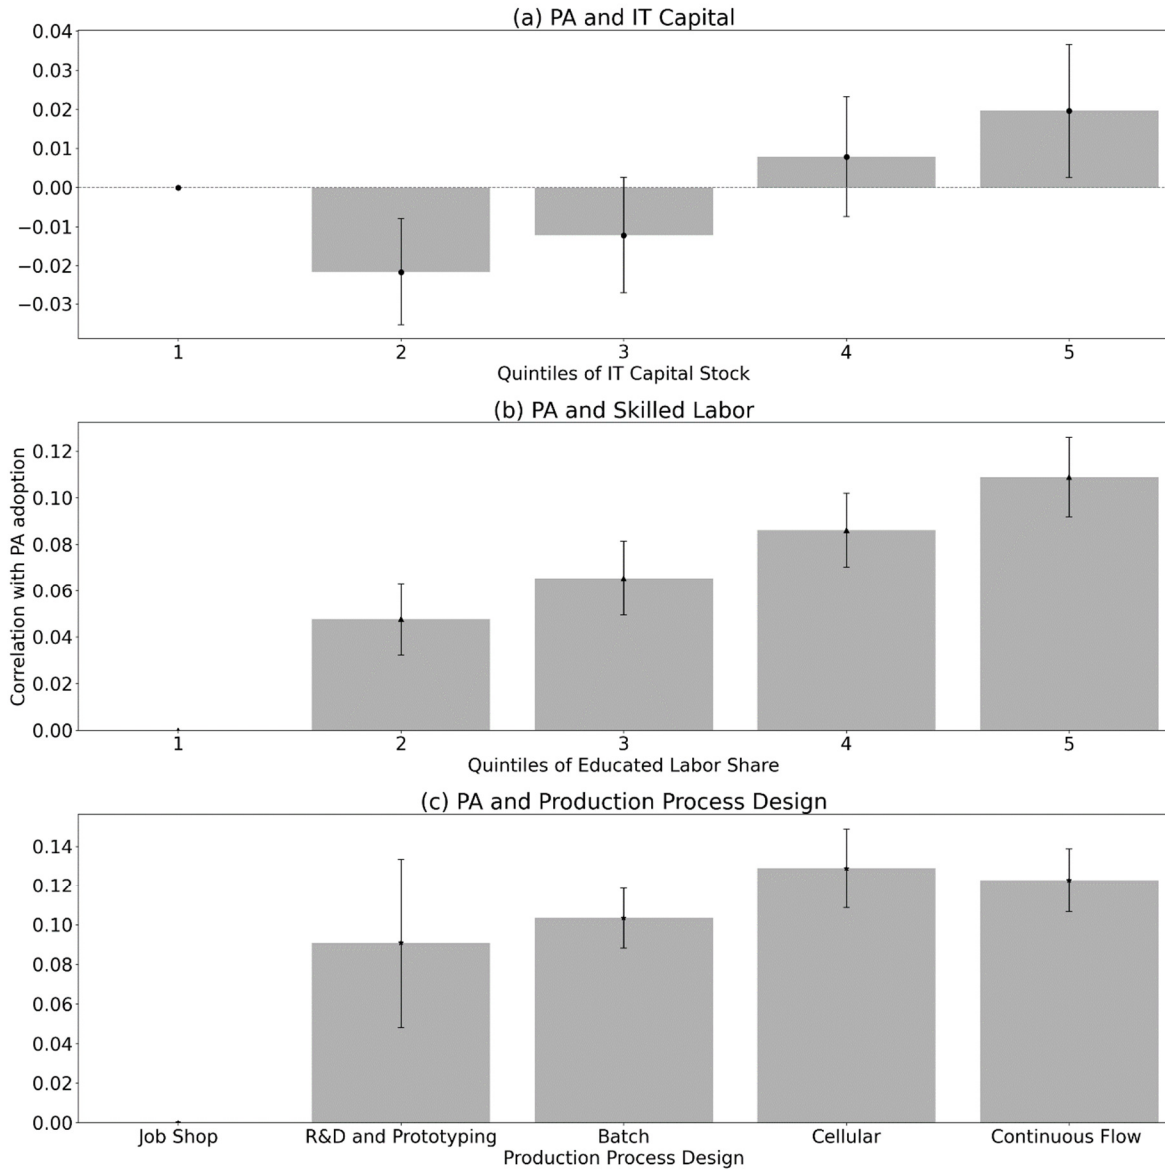 (a) PA and IT Capital
0.04
0.03
0.02
0.01
0.00
−0.01
−0.02
−0.03
1 2 3 4 5
Quintiles of IT Capital Stock
(b) PA and Skilled Labor
Correlation with PA adoption
0.12
0.10
0.08
0.06
0.04
0.02
0.00
1 2 3 4 5
Quintiles of Educated Labor Share
(c) PA and Production Process Design
0.14
0.12
0.10
0.08
0.06
0.04
0.02
0.00
Job Shop R&D and Prototyping Batch Cellular Continuous Flow
Production Process Design